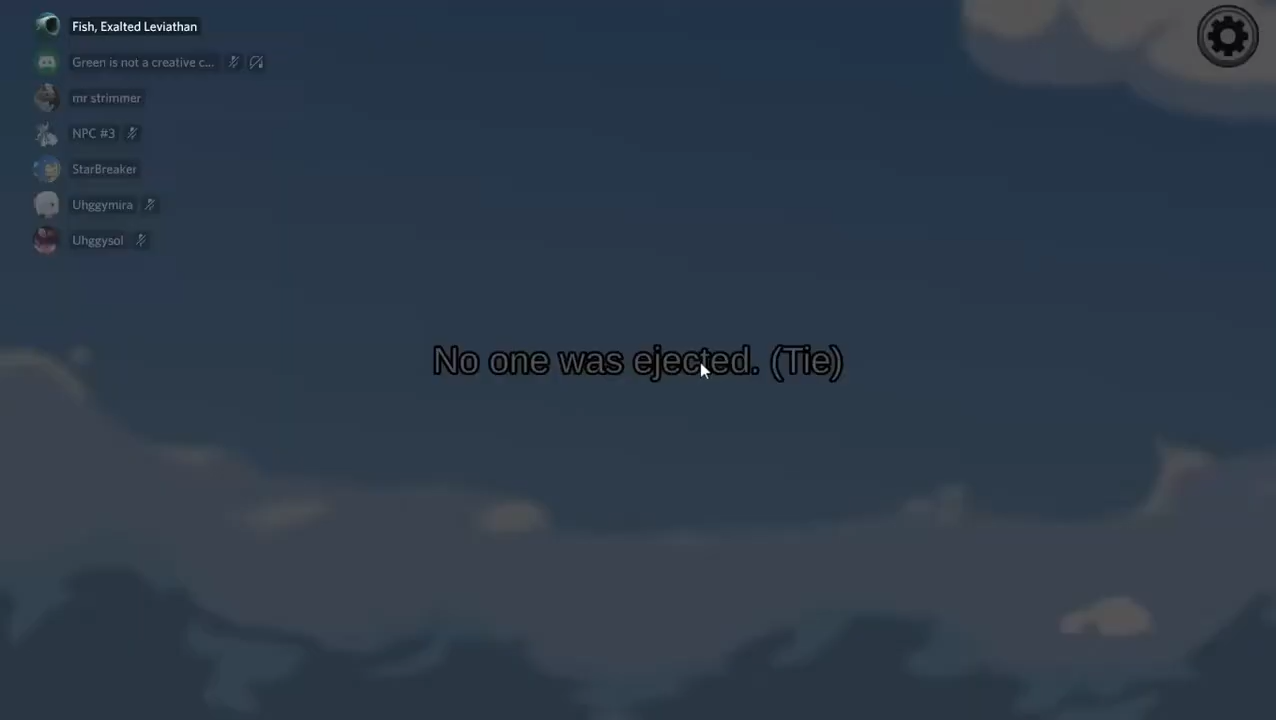 Fish, Exalted Leviathan
Green is not a creative c...
mr strimmer
NPC #3
StarBreaker
Uhggymira
Uhggysol
No one was ejected. (Tie)